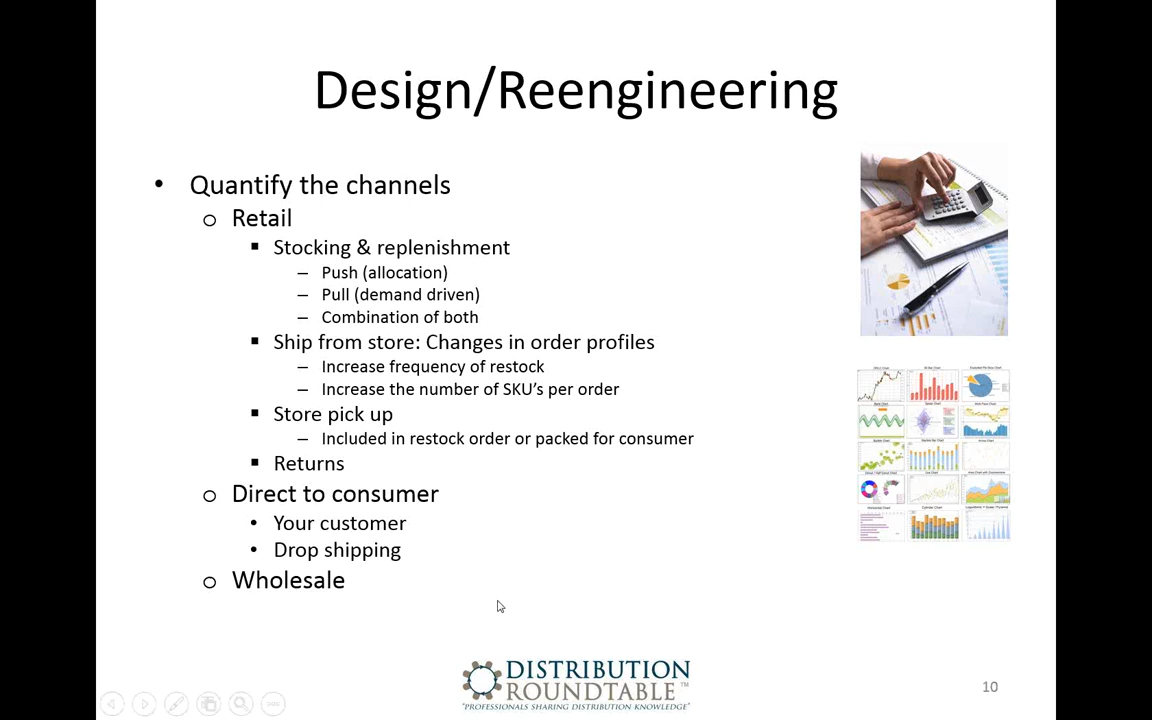 Design/Reengineering
• Quantify the channels
o Retail
▪ Stocking & replenishment
– Push (allocation)
– Pull (demand driven)
– Combination of both
▪ Ship from store: Changes in order profiles
– Increase frequency of restock
– Increase the number of SKU’s per order
▪ Store pick up
– Included in restock order or packed for consumer
▪ Returns
o Direct to consumer
• Your customer
• Drop shipping
o Wholesale
DISTRIBUTION
ROUNDTABLE™
"PROFESSIONALS SHARING DISTRIBUTION KNOWLEDGE"
10